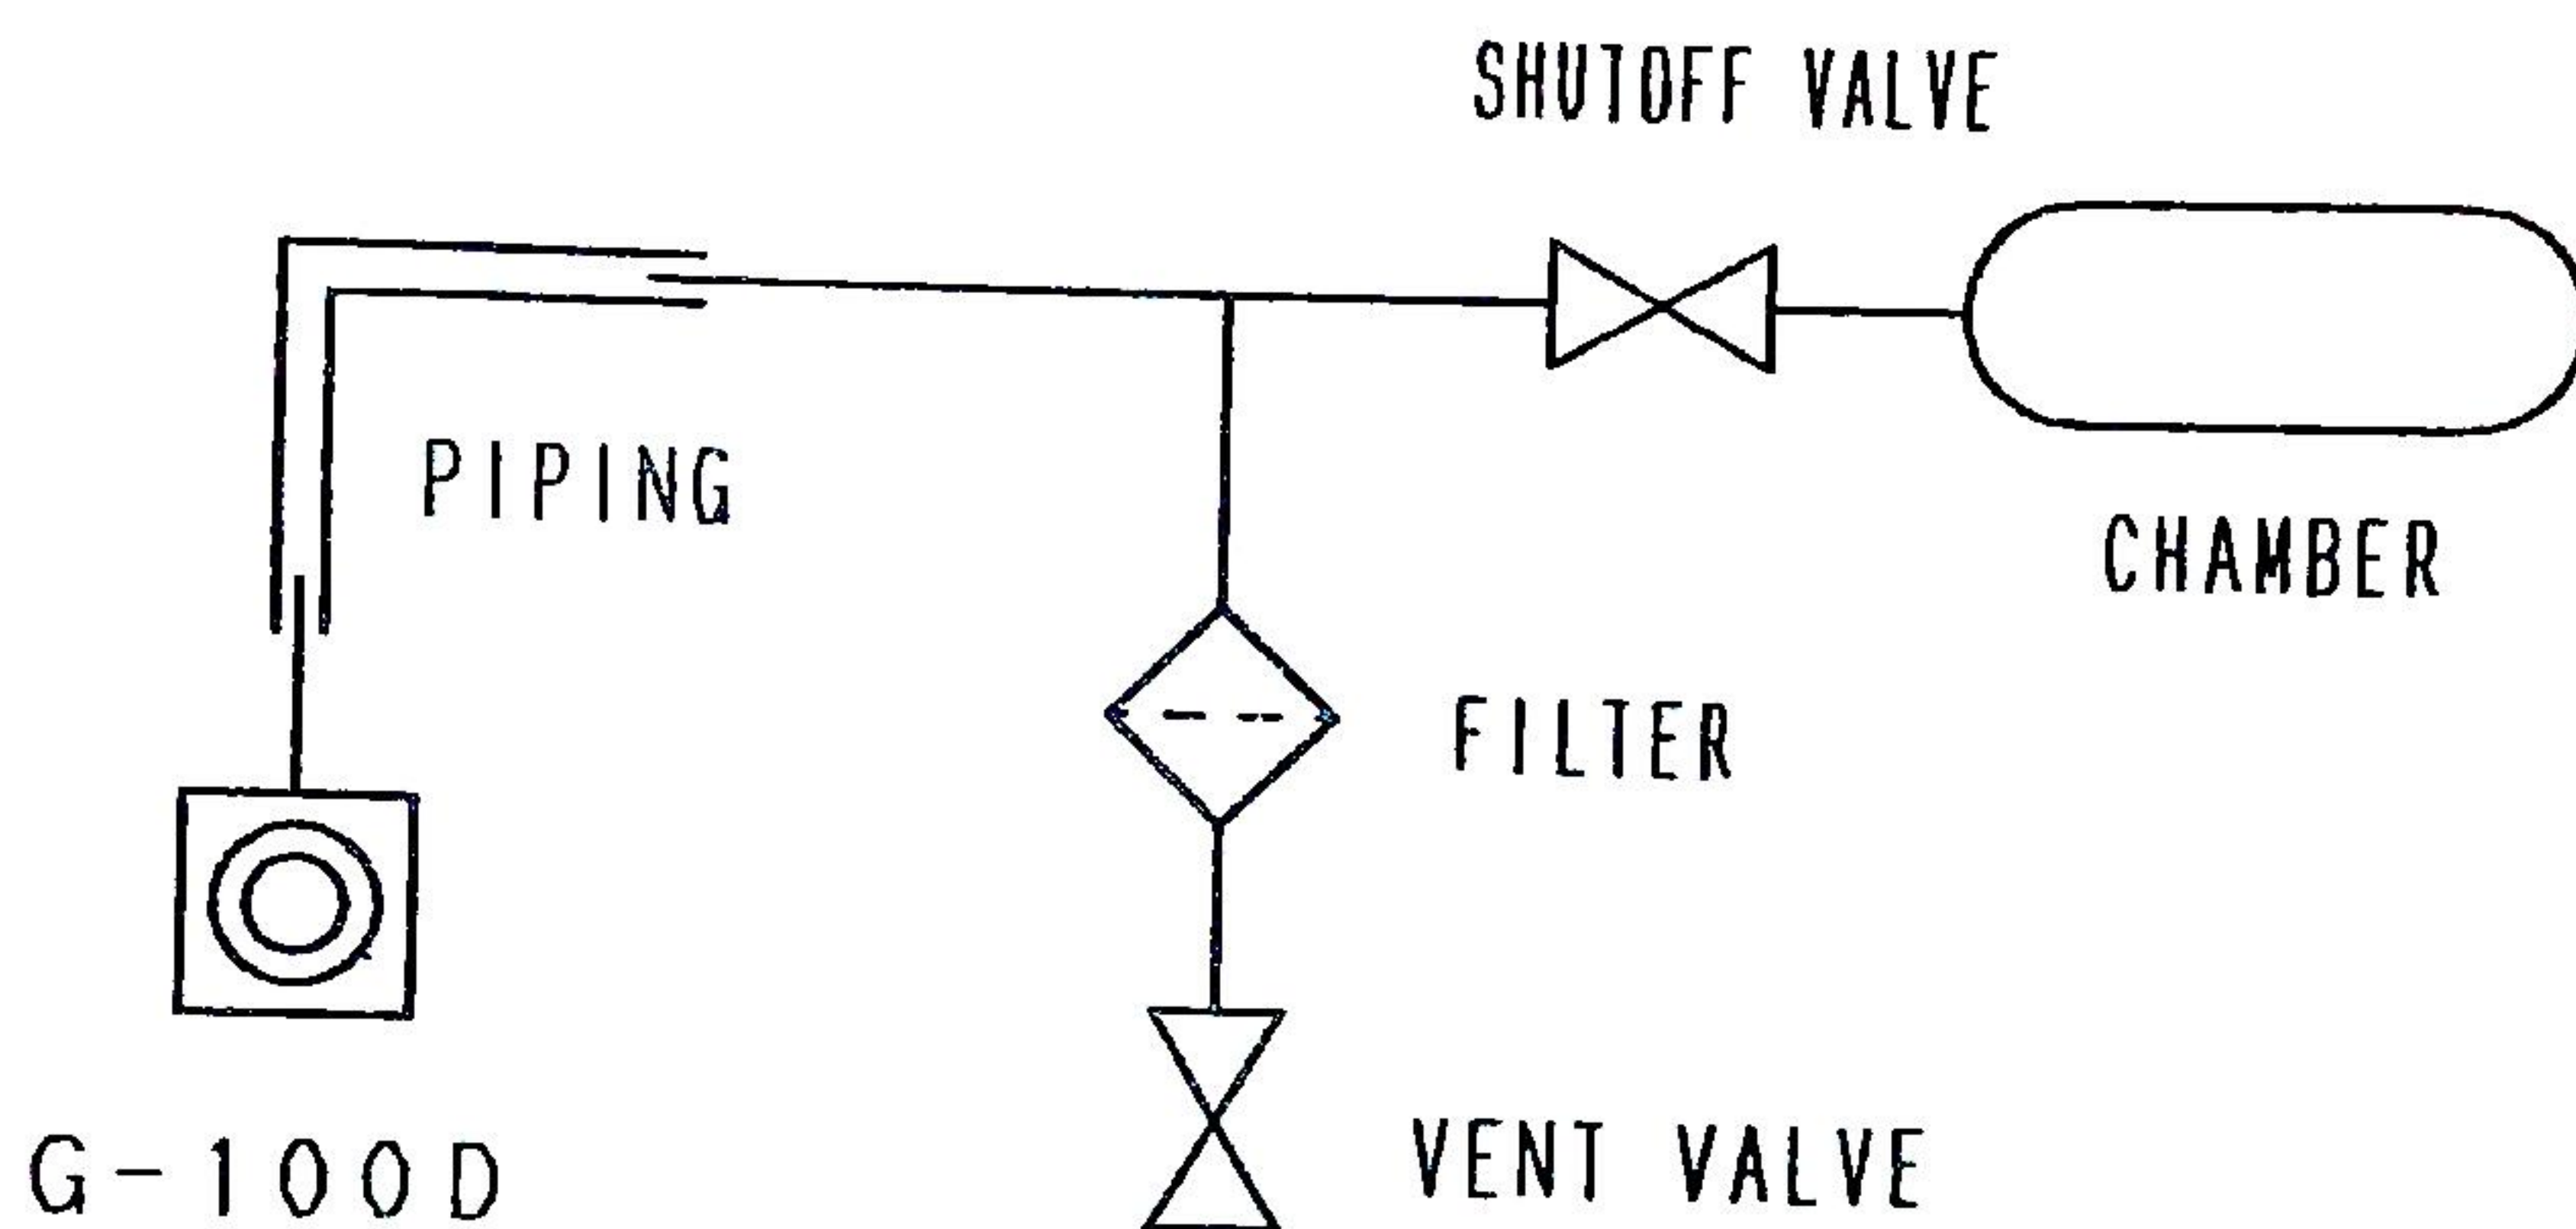 SHUTOFF VALVE
PIPING
CHAMBER
FILTER
G-100D
VENT VALVE